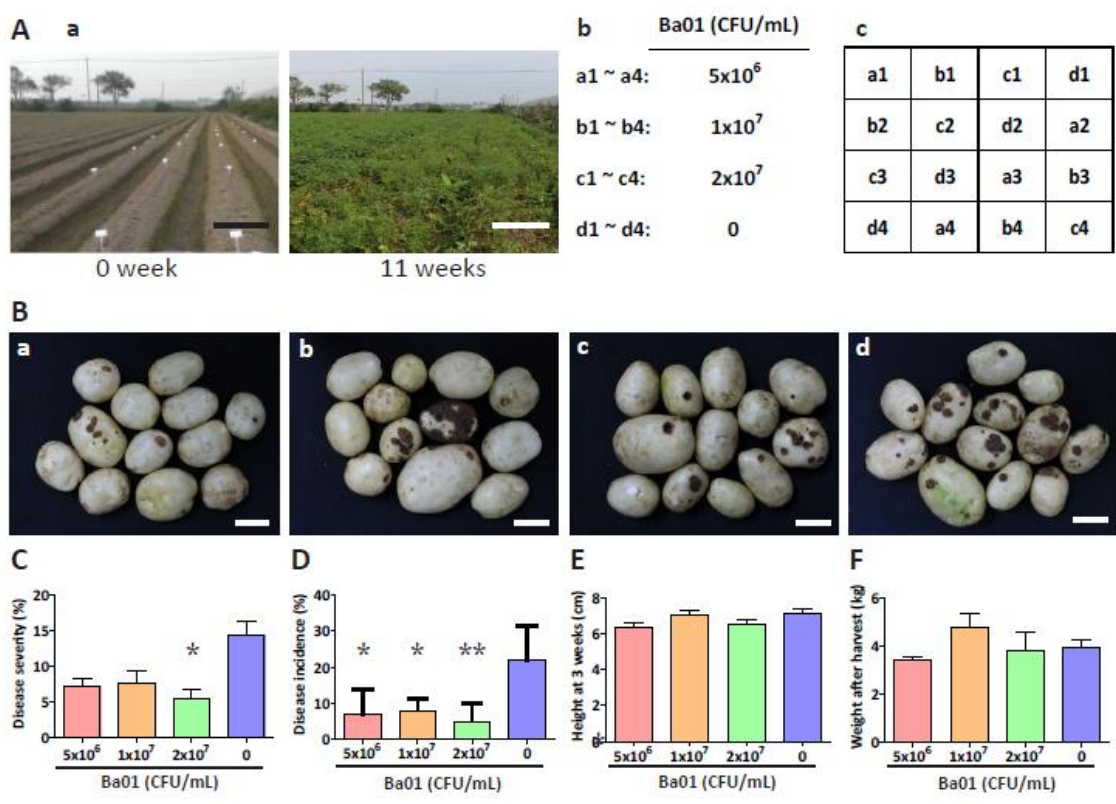 A a
0 week
11 weeks
b Ba01 (CFU/mL)
a1 ~ a4: 5x10⁶
b1 ~ b4: 1x10⁷
c1 ~ c4: 2x10⁷
d1 ~ d4: 0
c
a1 b1 c1 d1
b2 c2 d2 a2
c3 d3 a3 b3
d4 a4 b4 c4
B
a b c d
C
Disease severity (%)
20
15
10
5
0
*
5x10⁶ 1x10⁷ 2x10⁷ 0
Ba01 (CFU/mL)
D
Disease incidence (%)
40
30
20
10
0
* * **
5x10⁶ 1x10⁷ 2x10⁷ 0
Ba01 (CFU/mL)
E
Height at 3 weeks (cm)
8
6
4
2
0
5x10⁶ 1x10⁷ 2x10⁷ 0
Ba01 (CFU/mL)
F
Weight after harvest (kg)
6
4
2
0
5x10⁶ 1x10⁷ 2x10⁷ 0
Ba01 (CFU/mL)